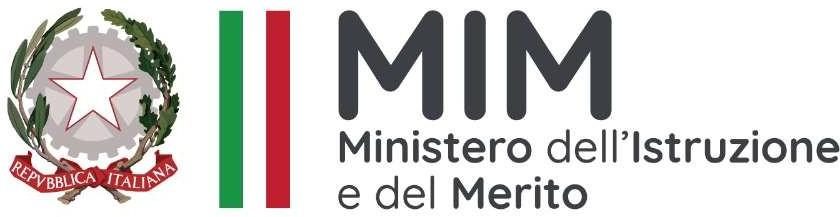 REPVBBLICA ITALIANA
MIM
Ministero dell'Istruzione
e del Merito